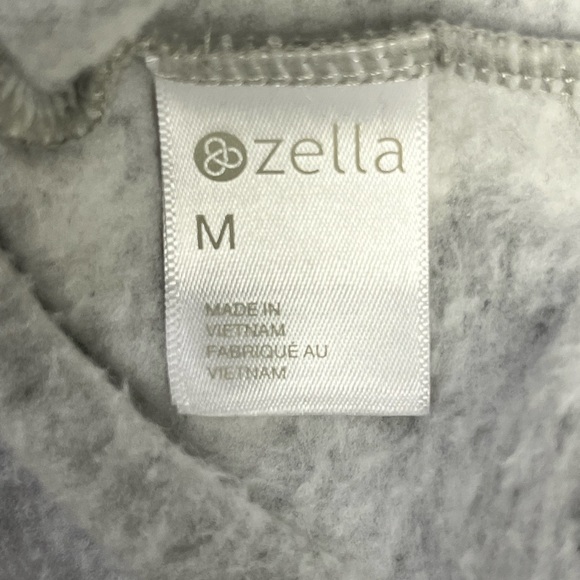 zella
M
MADE IN
VIETNAM
FABRIQUÉ AU
VIETNAM